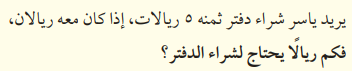 يريد ياسر شراء دفتر ثمنه ٥ ريالات، إذا كان معه ريالان،
فكم ريالًا يحتاج لشراء الدفتر؟